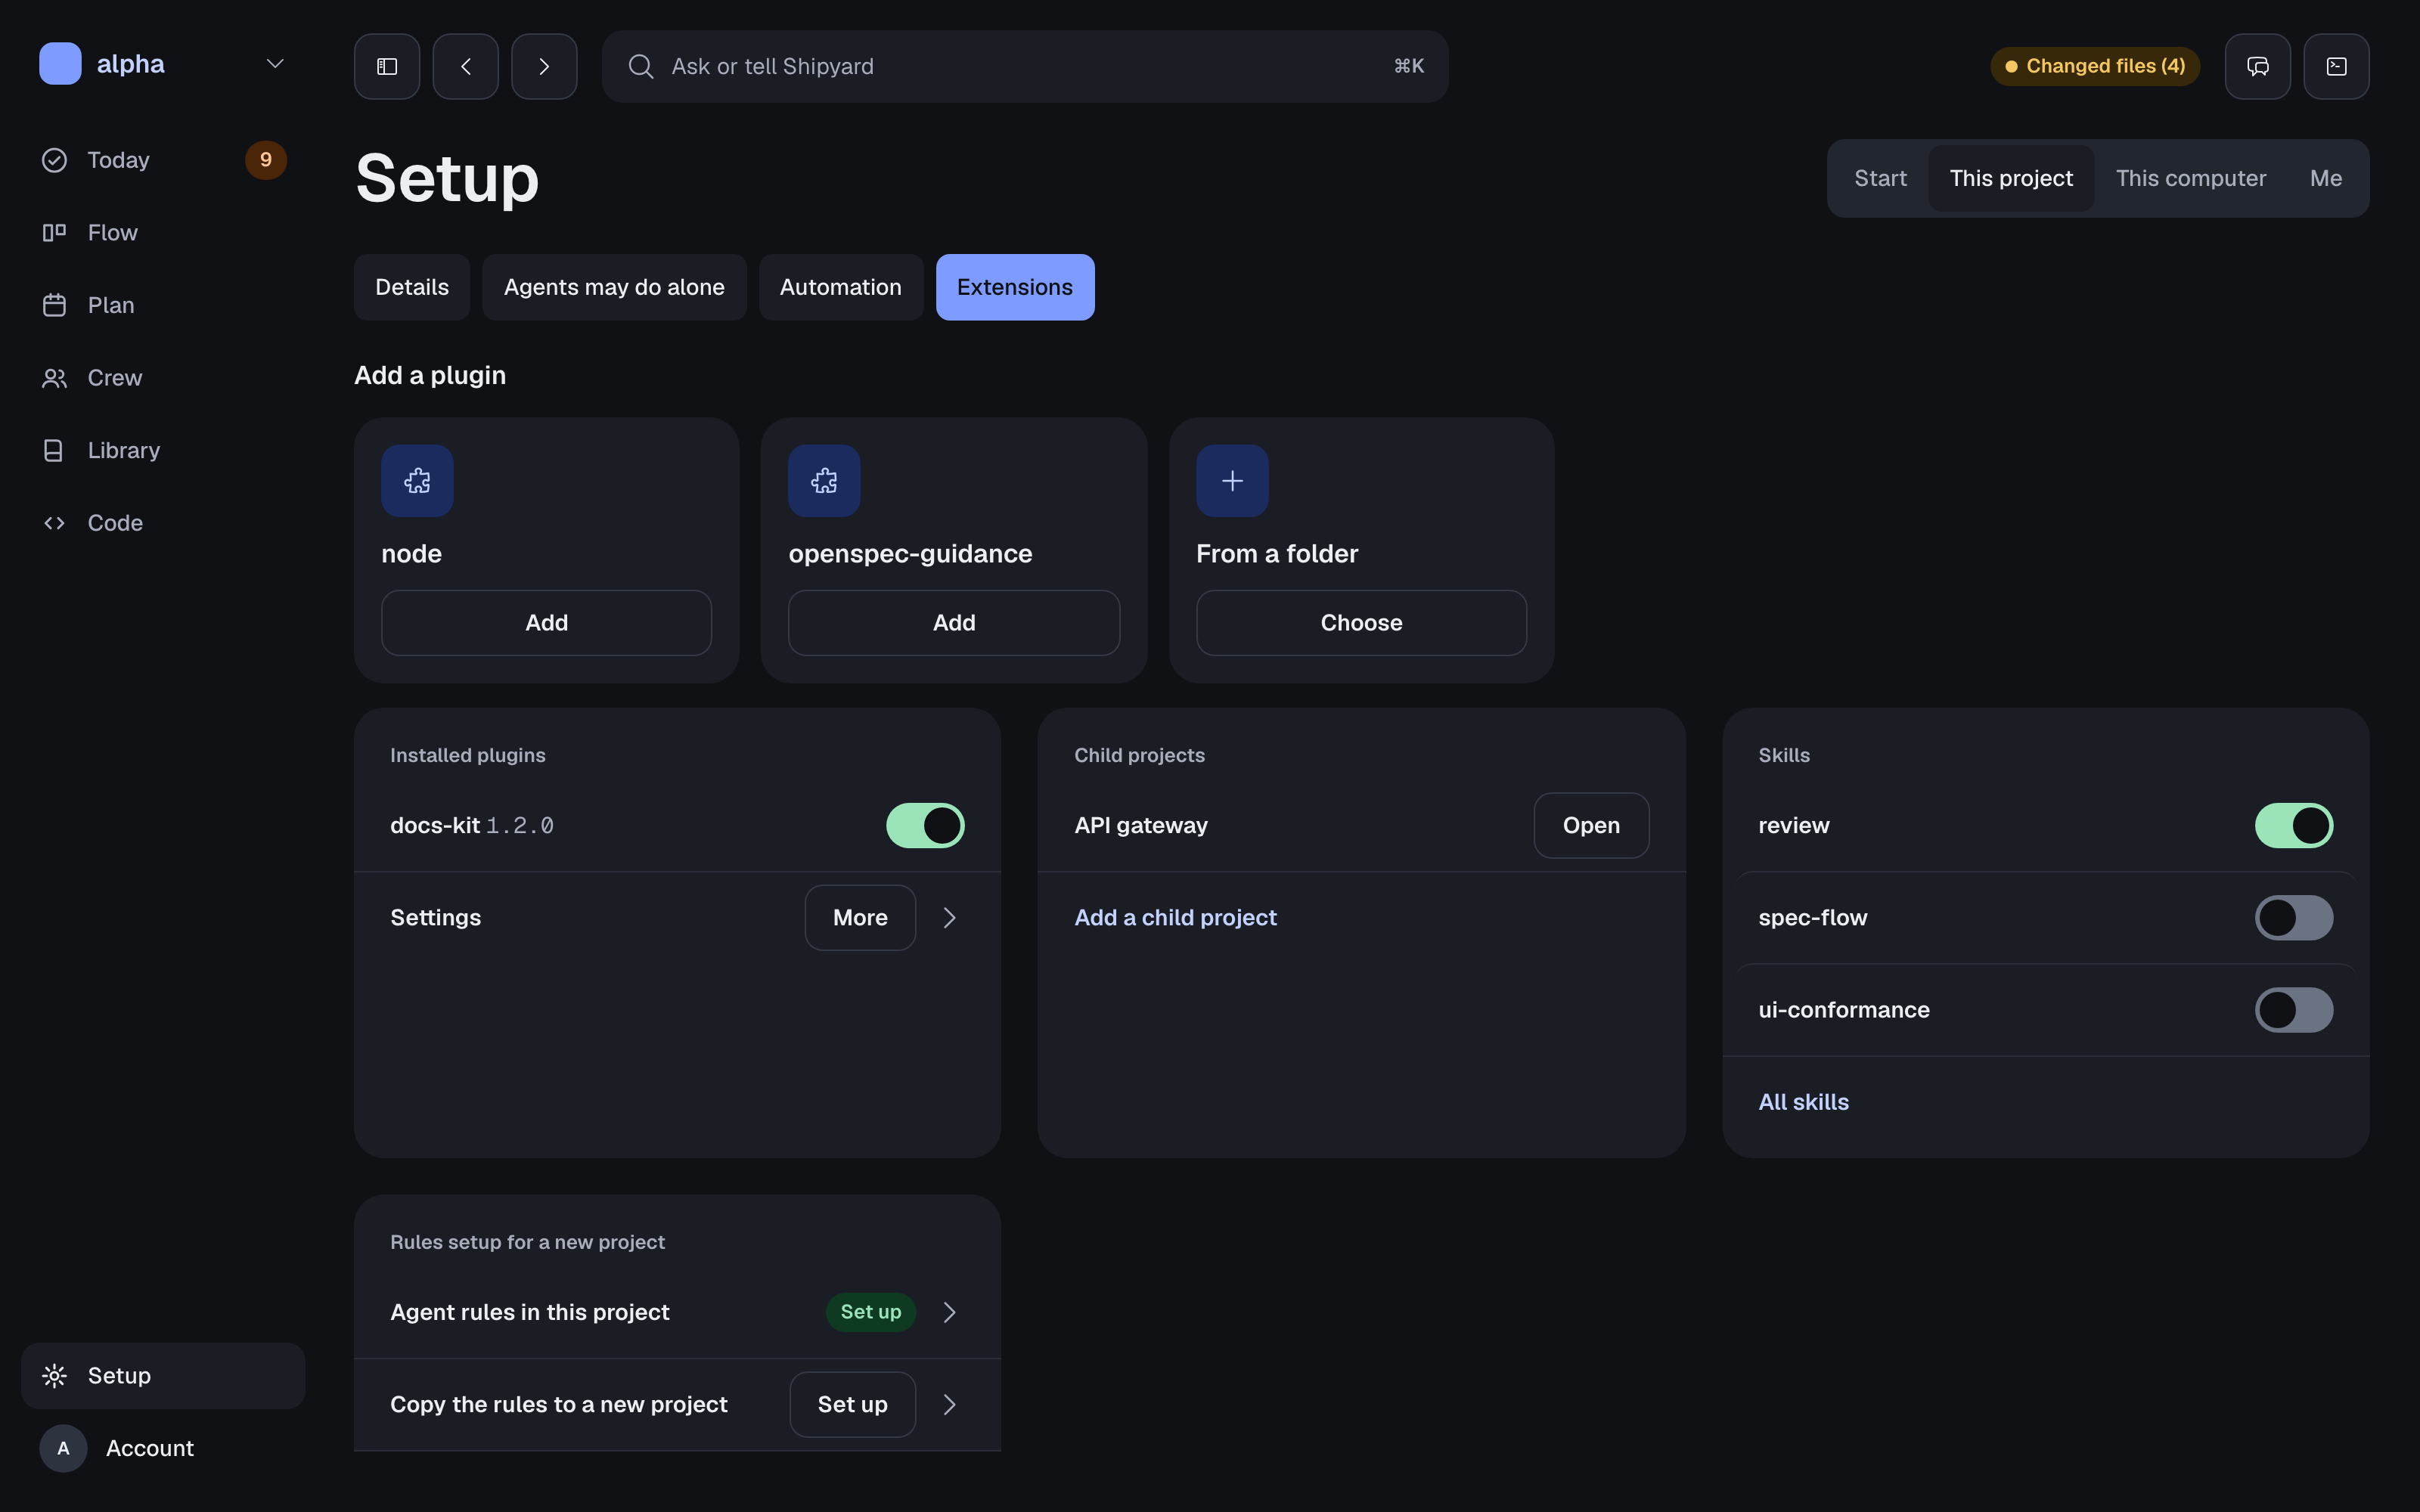 alpha
Ask or tell Shipyard
⌘K
Changed files (4)
Today
9
Flow
Plan
Crew
Library
Code
Setup
Account
A
Setup
Start
This project
This computer
Me
Details
Agents may do alone
Automation
Extensions
Add a plugin
node
Add
openspec-guidance
Add
From a folder
Choose
Installed plugins
docs-kit 1.2.0
Settings
More
Child projects
API gateway
Open
Add a child project
Skills
review
spec-flow
ui-conformance
All skills
Rules setup for a new project
Agent rules in this project
Set up
Copy the rules to a new project
Set up